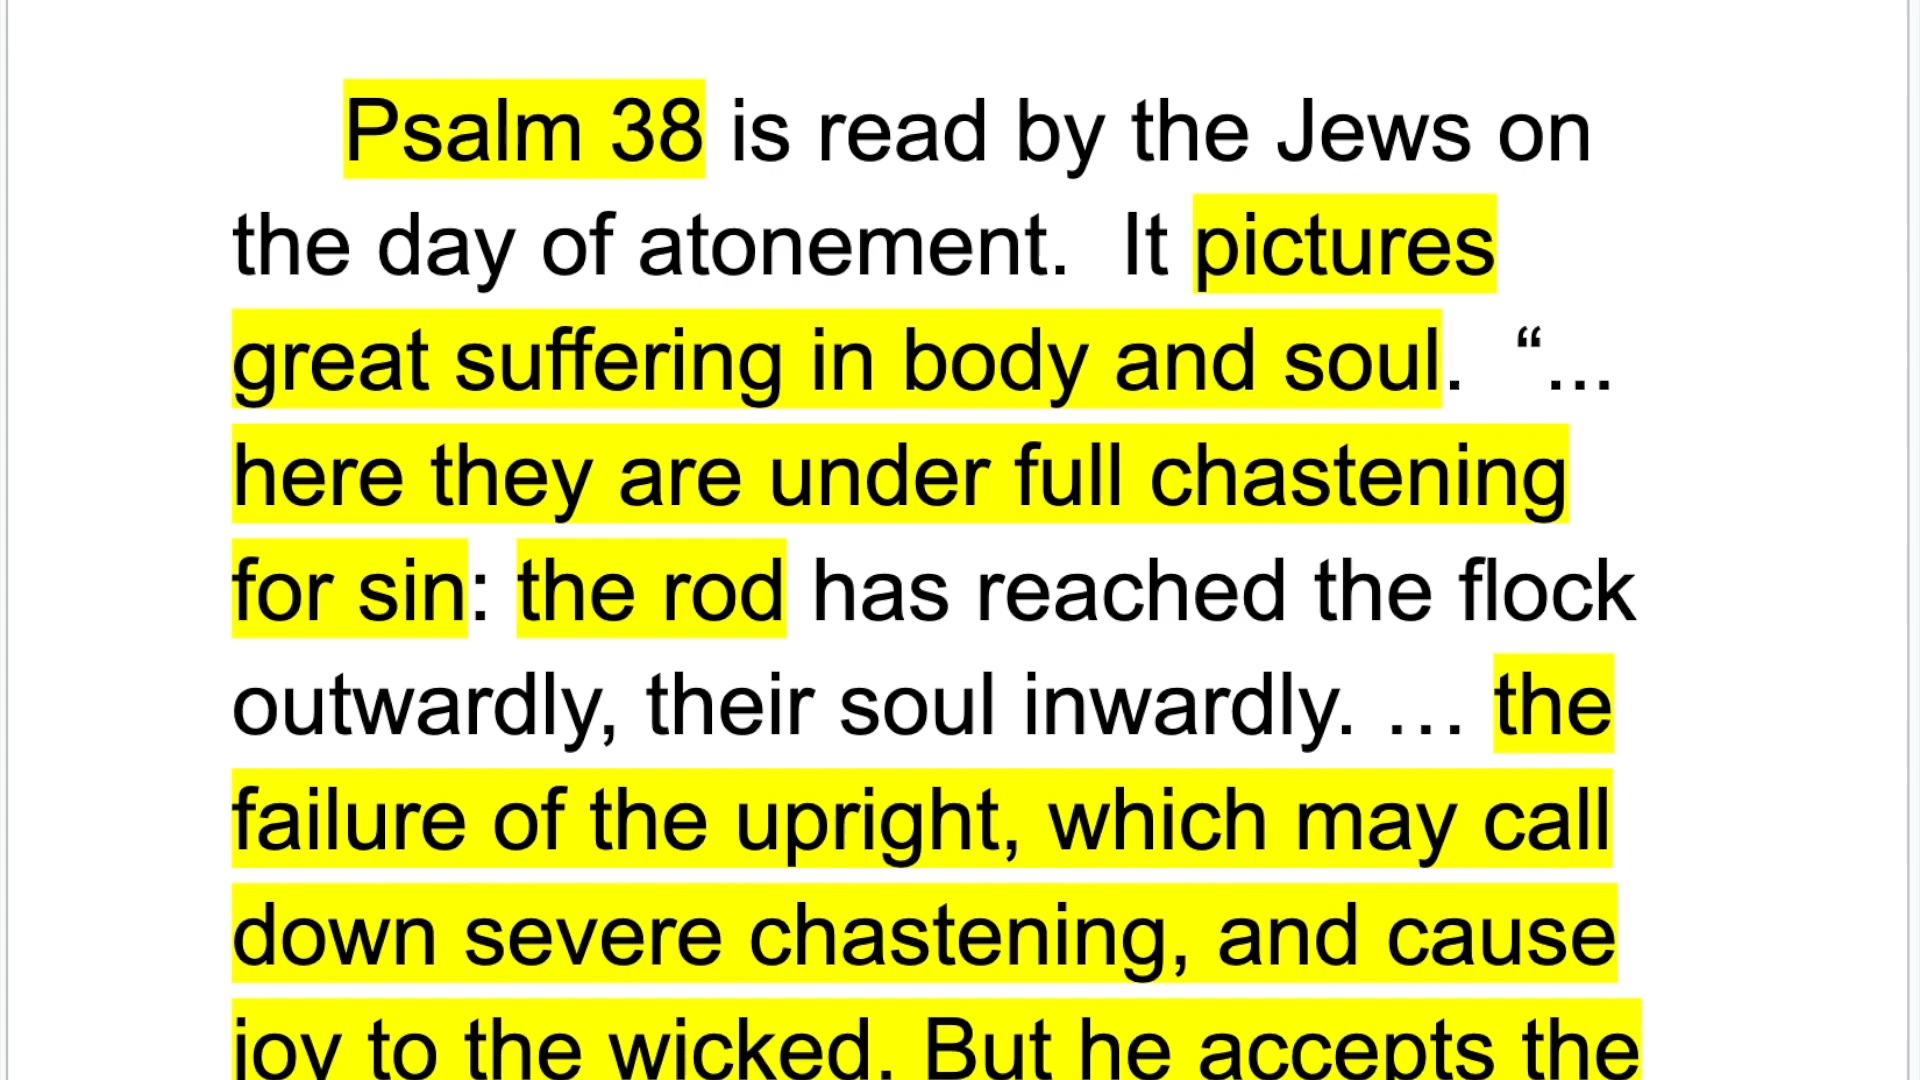 Psalm 38 is read by the Jews on
the day of atonement.  It pictures
great suffering in body and soul.  “...
here they are under full chastening
for sin: the rod has reached the flock
outwardly, their soul inwardly. … the
failure of the upright, which may call
down severe chastening, and cause
joy to the wicked. But he accepts the